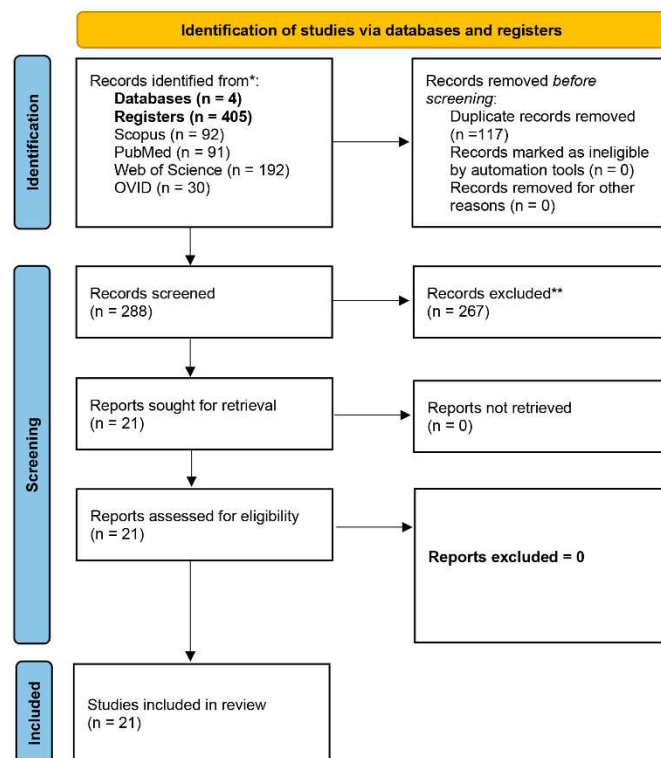 Identification of studies via databases and registers
Identification
Records identified from*:
Databases (n = 4)
Registers (n = 405)
Scopus (n = 92)
PubMed (n = 91)
Web of Science (n = 192)
OVID (n = 30)
Records removed before
screening:
Duplicate records removed
(n =117)
Records marked as ineligible
by automation tools (n = 0)
Records removed for other
reasons (n = 0)
Screening
Records screened
(n = 288)
Records excluded**
(n = 267)
Reports sought for retrieval
(n = 21)
Reports not retrieved
(n = 0)
Reports assessed for eligibility
(n = 21)
Reports excluded = 0
Included
Studies included in review
(n = 21)